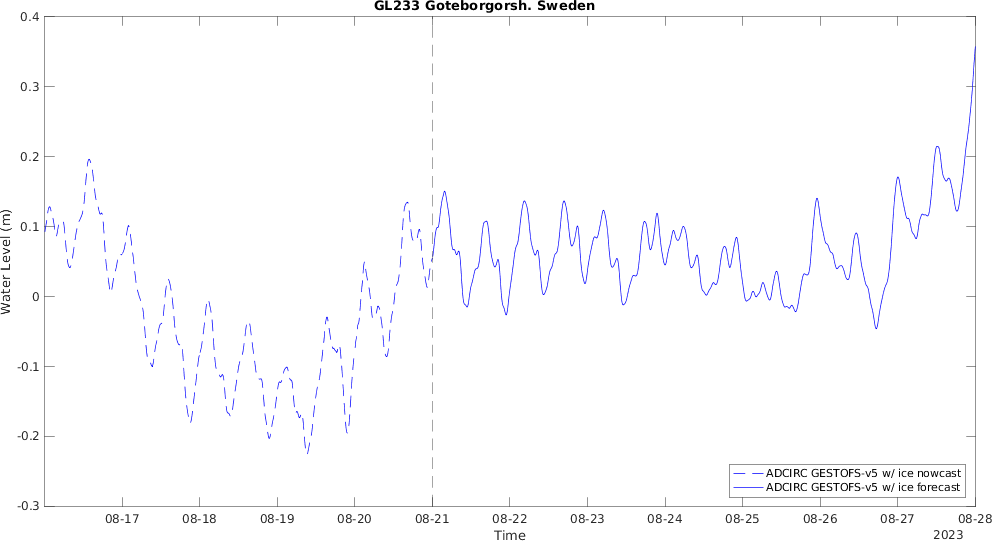 GL233 Goteborgorsh. Sweden
0.4
0.3
0.2
0.1
0
-0.1
-0.2
-0.3
Water Level (m)
ADCIRC GESTOFS-v5 w/ ice nowcast
ADCIRC GESTOFS-v5 w/ ice forecast
08-17 08-18 08-19 08-20 08-21 08-22 08-23 08-24 08-25 08-26 08-27 08-28
Time
2023